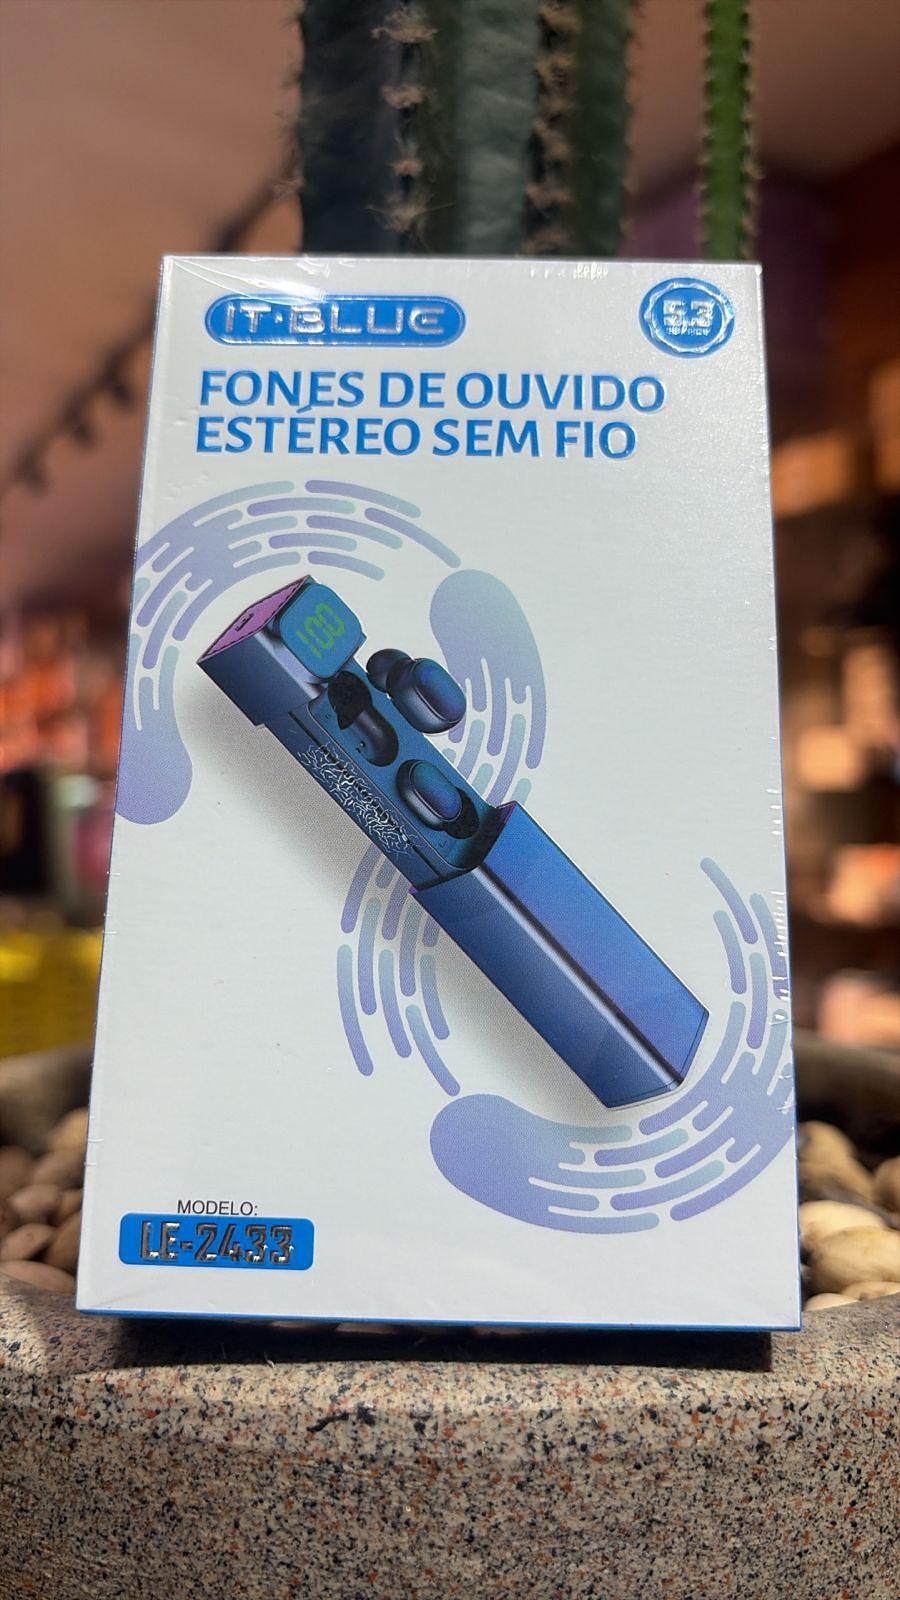 IT•BLUE
5.3
FONES DE OUVIDO
ESTÉREO SEM FIO
100
MODELO:
LE-2433